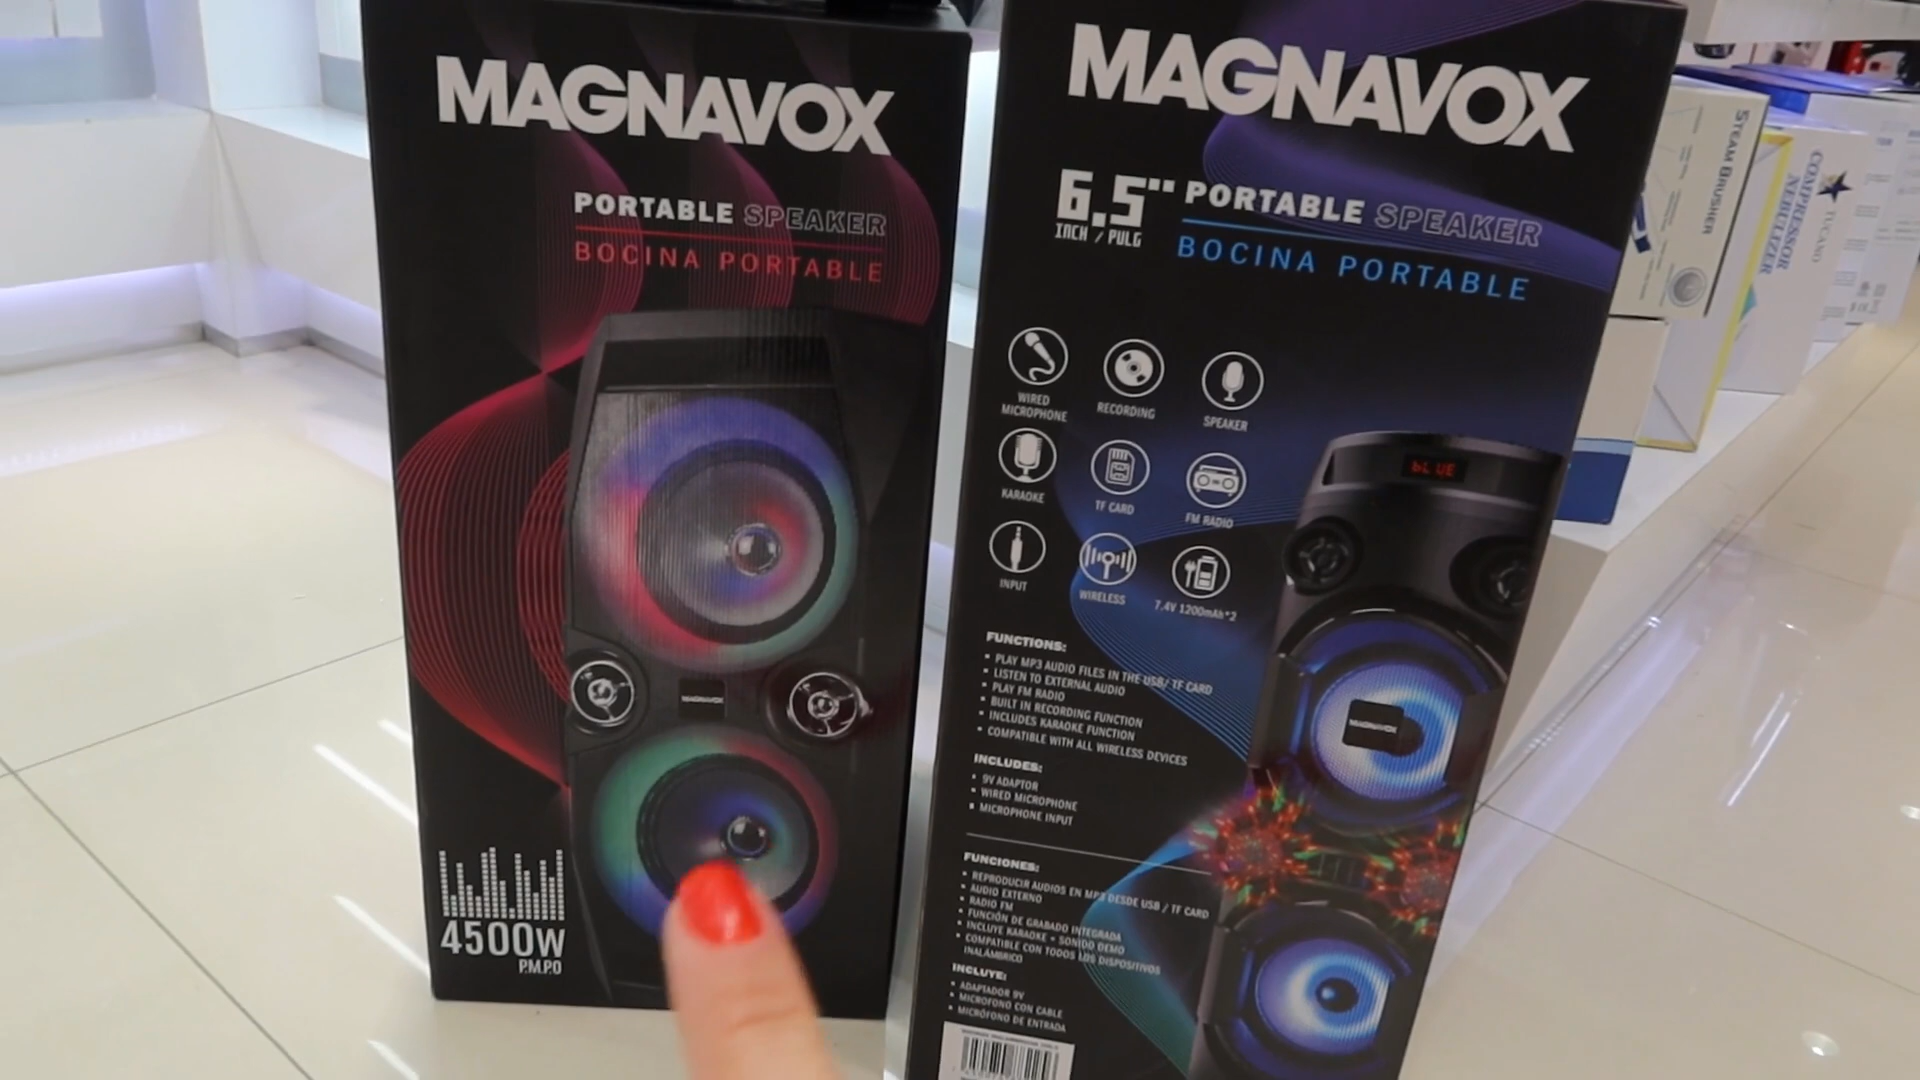 MAGNAVOX
PORTABLE SPEAKER
BOCINA PORTABLE
MAGNAVOX
4500W
P.M.P.O
MAGNAVOX
6.5" PORTABLE SPEAKER
INCH / PULG
BOCINA PORTABLE
WIRED MICROPHONE
RECORDING
SPEAKER
KARAOKE
TF CARD
FM RADIO
INPUT
WIRELESS
7.4V 1200mAh*2
bLUE
MAGNAVOX
FUNCTIONS:
▪ PLAY MP3 AUDIO FILES IN THE USB/ TF CARD
▪ LISTEN TO EXTERNAL AUDIO
▪ PLAY FM RADIO
▪ BUILT IN RECORDING FUNCTION
▪ INCLUDES KARAOKE FUNCTION
▪ COMPATIBLE WITH ALL WIRELESS DEVICES
INCLUDES:
▪ 9V ADAPTOR
▪ WIRED MICROPHONE
▪ MICROPHONE INPUT
FUNCIONES:
▪ REPRODUCIR AUDIOS EN MP3 DESDE USB / TF CARD
▪ AUDIO EXTERNO
▪ RADIO FM
▪ FUNCIÓN DE GRABADO INTEGRADA
▪ INCLUYE KARAOKE + SONIDO DEMO
▪ COMPATIBLE CON TODOS LOS DISPOSITIVOS
INALÁMBRICO
INCLUYE:
▪ ADAPTADOR 9V
▪ MICROFONO CON CABLE
▪ MICRÓFONO DE ENTRADA
STEAM BRUSHER
COMPRESSOR
NEBULIZER
TUCANO